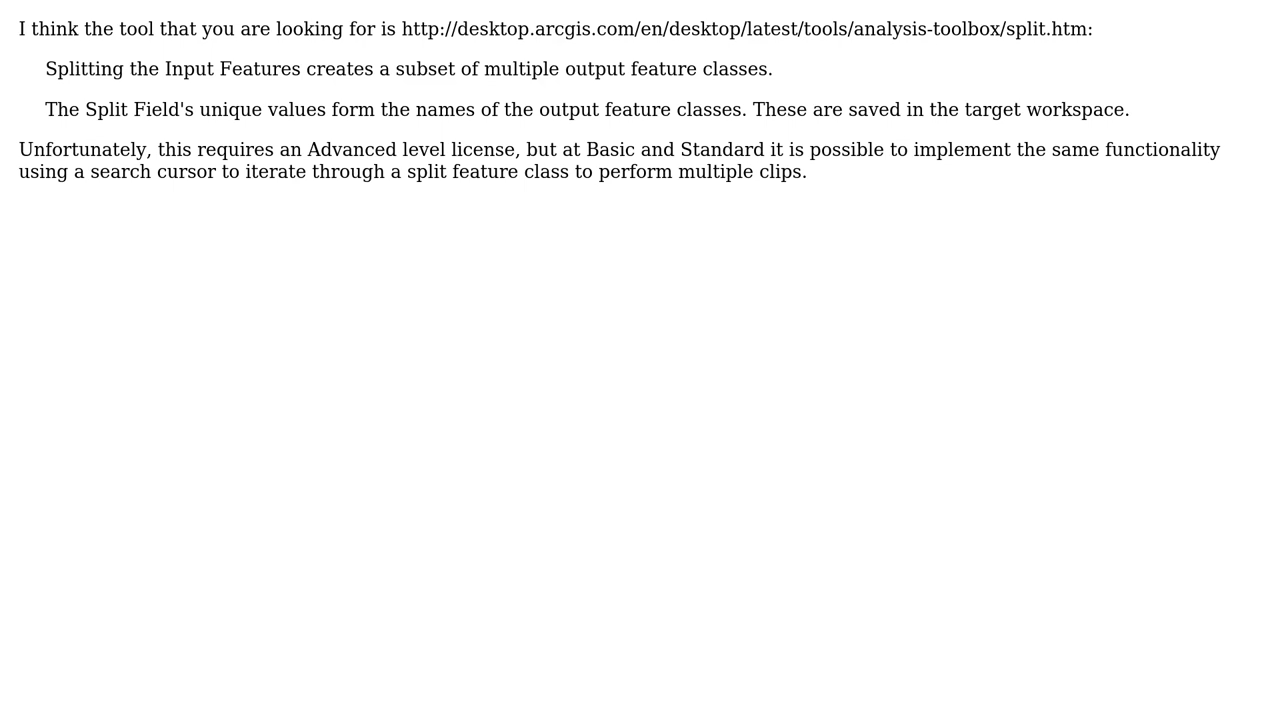 I think the tool that you are looking for is http://desktop.arcgis.com/en/desktop/latest/tools/analysis-toolbox/split.htm:
Splitting the Input Features creates a subset of multiple output feature classes.
The Split Field's unique values form the names of the output feature classes. These are saved in the target workspace.
Unfortunately, this requires an Advanced level license, but at Basic and Standard it is possible to implement the same functionality
using a search cursor to iterate through a split feature class to perform multiple clips.